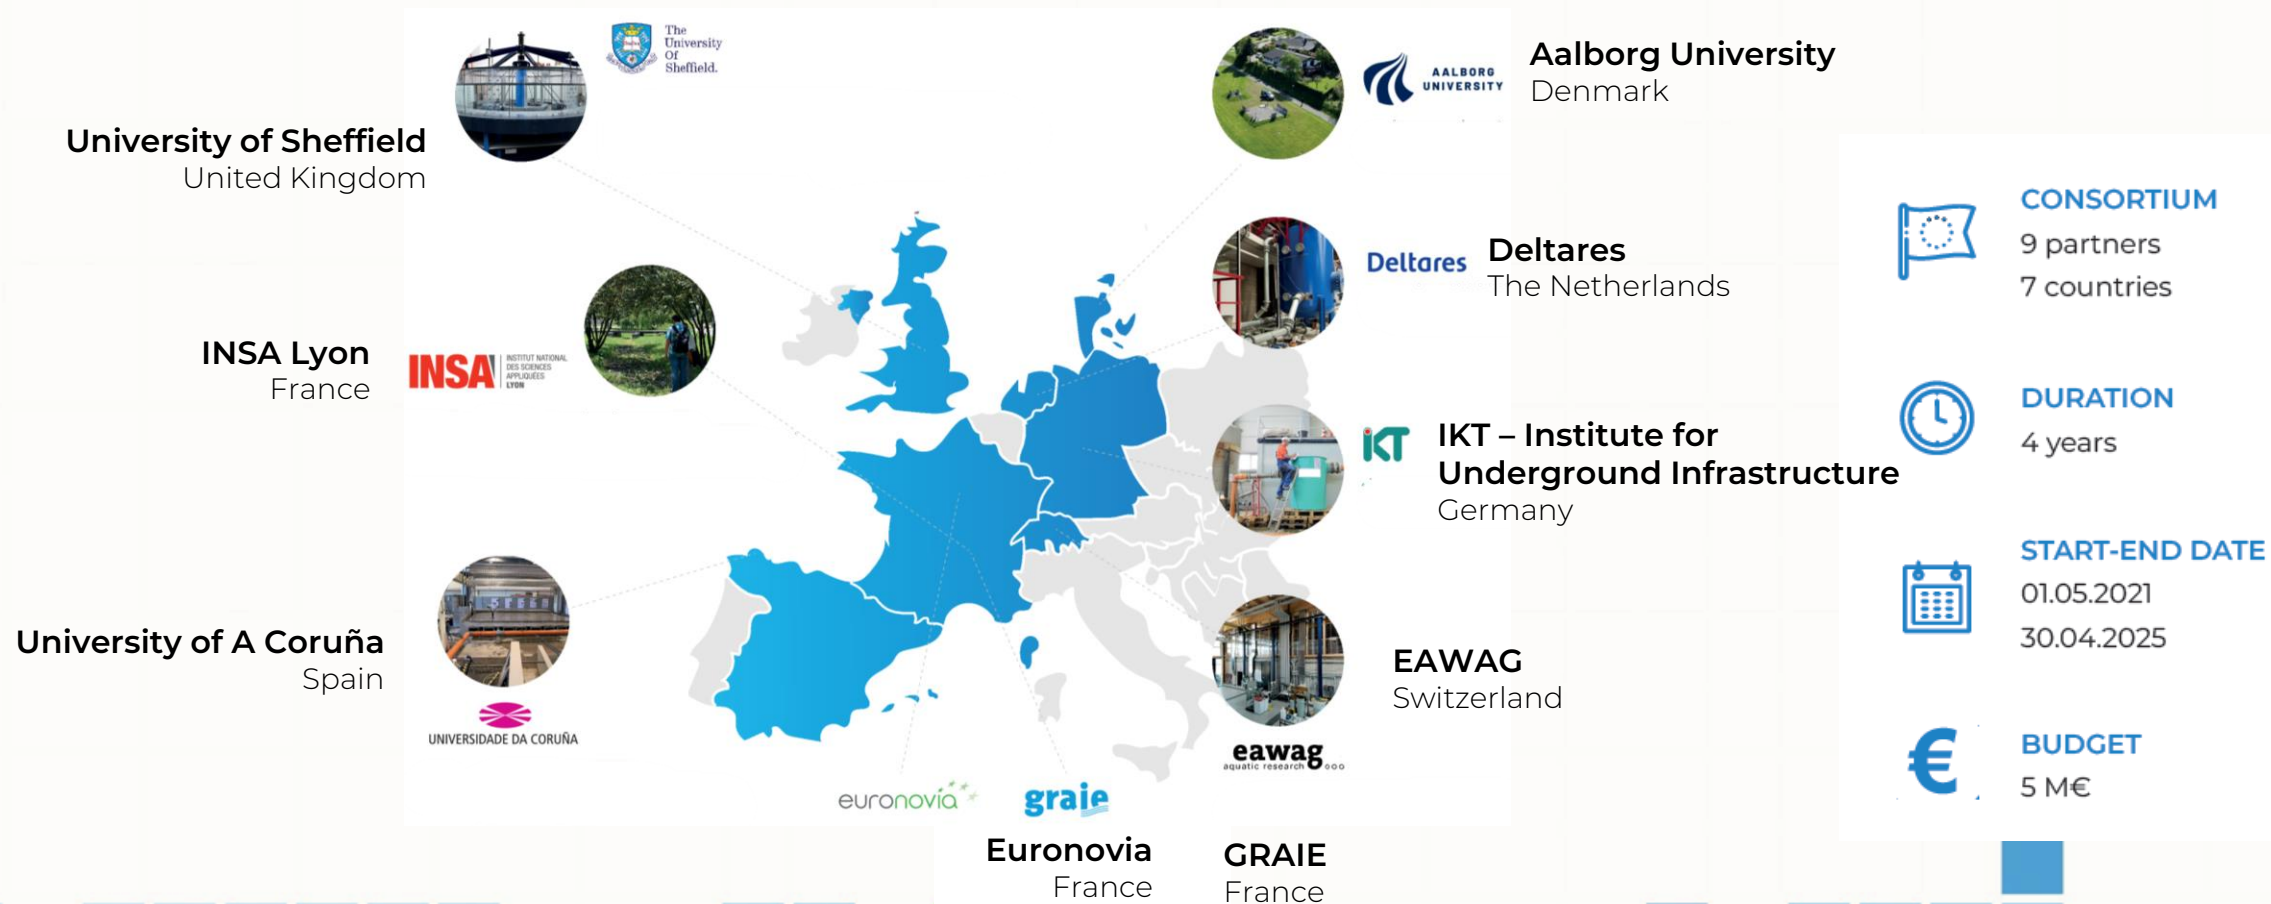 The
University
Of
Sheffield.
University of Sheffield
United Kingdom
AALBORG
UNIVERSITY
Aalborg University
Denmark
Deltares
Deltares
The Netherlands
INSA Lyon
France
INSA
INSTITUT NATIONAL
DES SCIENCES
APPLIQUÉES
LYON
iKT
IKT – Institute for
Underground Infrastructure
Germany
University of A Coruña
Spain
UNIVERSIDADE DA CORUÑA
EAWAG
Switzerland
eawag
aquatic research
euronovia
graie
Euronovia
France
GRAIE
France
CONSORTIUM
9 partners
7 countries
DURATION
4 years
START-END DATE
01.05.2021
30.04.2025
€
BUDGET
5 M€